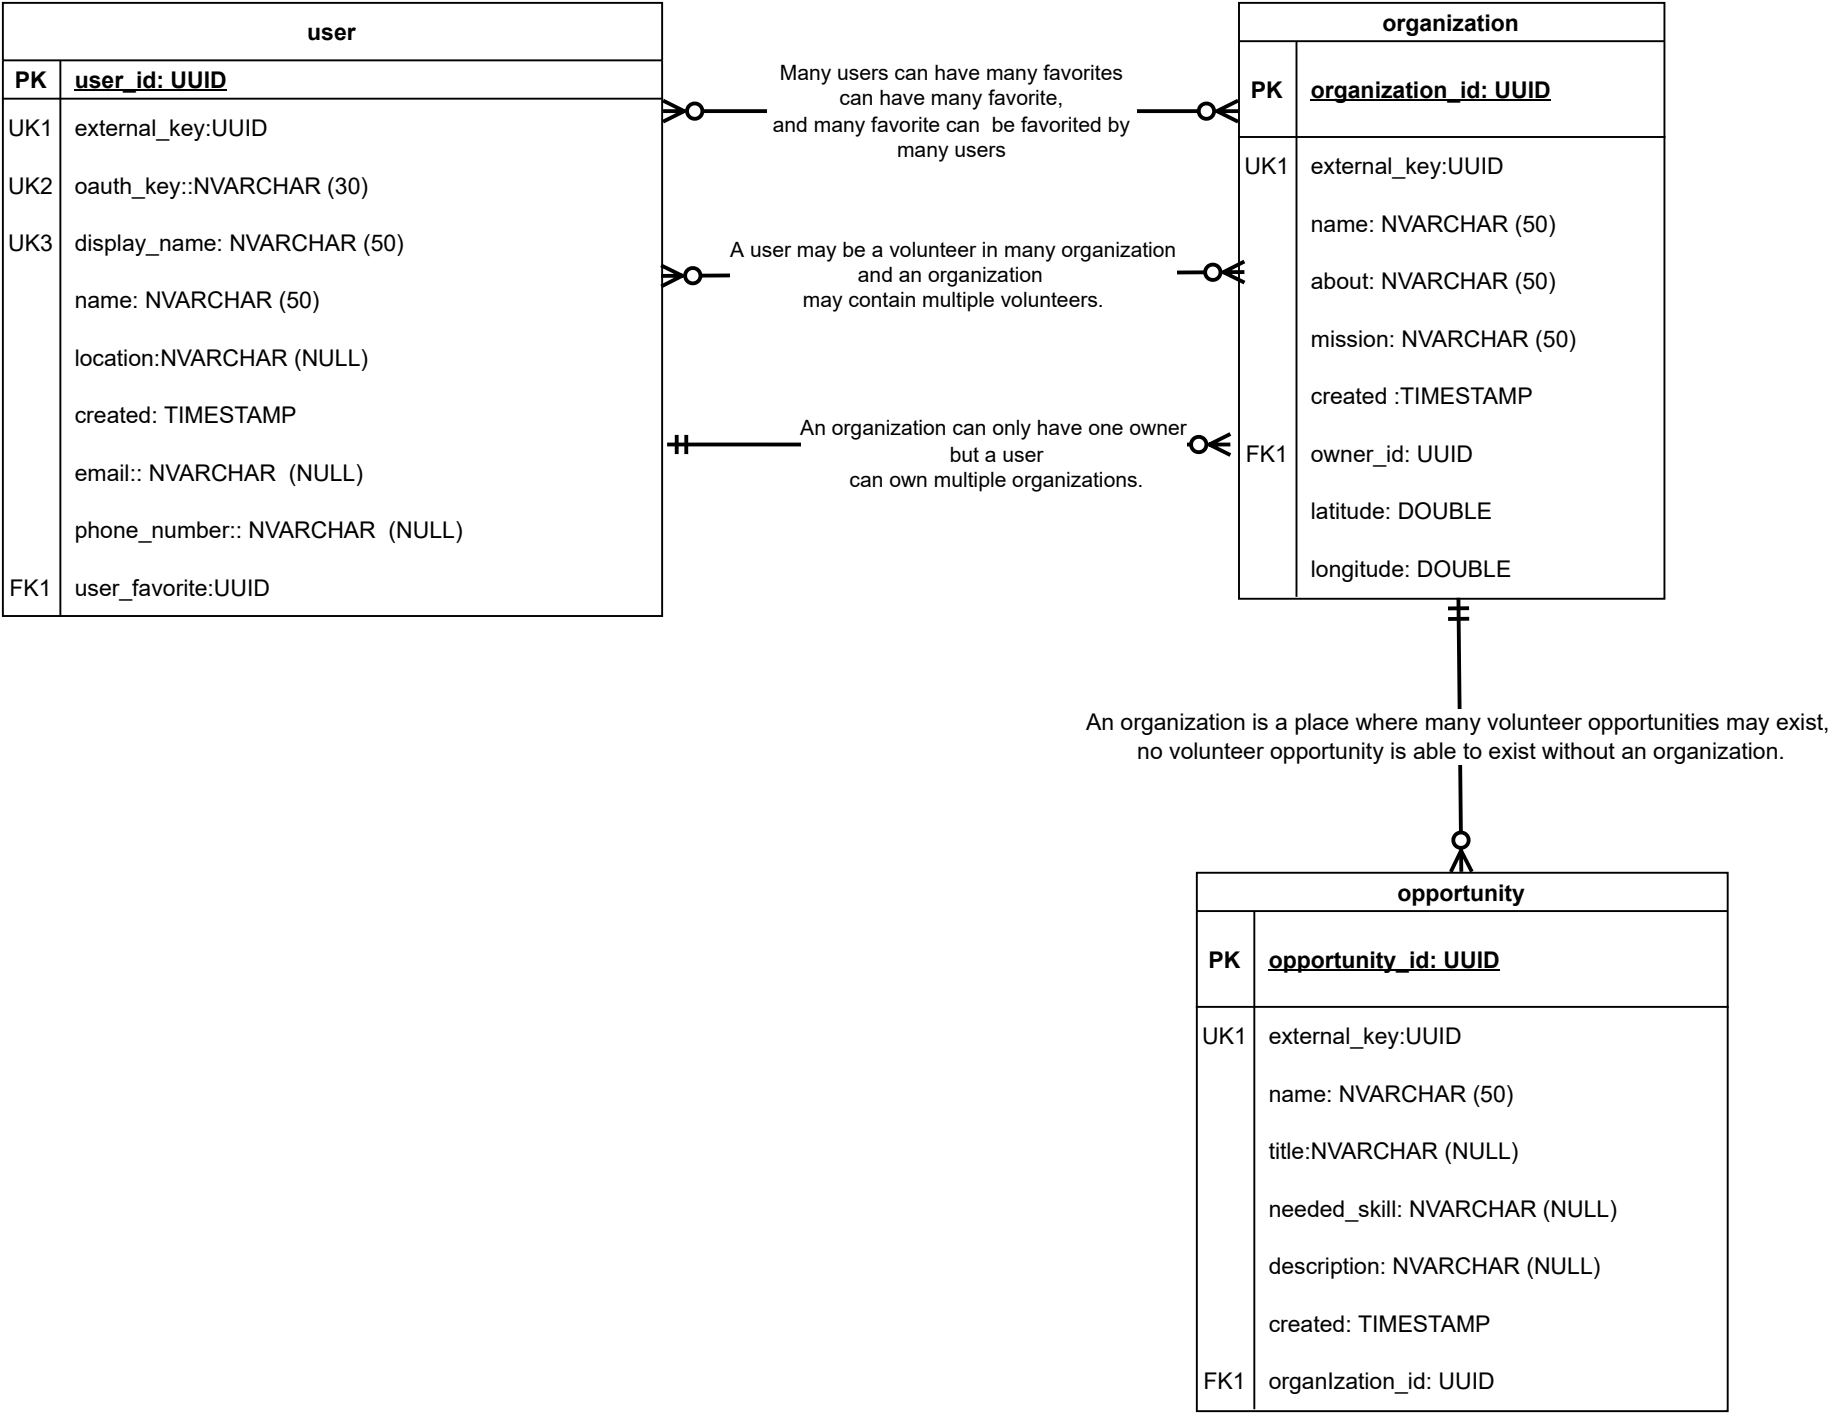 user
PK user_id: UUID
UK1 external_key:UUID
UK2 oauth_key::NVARCHAR (30)
UK3 display_name: NVARCHAR (50)
name: NVARCHAR (50)
location:NVARCHAR (NULL)
created: TIMESTAMP
email:: NVARCHAR (NULL)
phone_number:: NVARCHAR (NULL)
FK1 user_favorite:UUID
Many users can have many favorites
can have many favorite,
and many favorite can be favorited by
many users
A user may be a volunteer in many organization
and an organization
may contain multiple volunteers.
An organization can only have one owner
but a user
can own multiple organizations.
organization
PK organization_id: UUID
UK1 external_key:UUID
name: NVARCHAR (50)
about: NVARCHAR (50)
mission: NVARCHAR (50)
created :TIMESTAMP
FK1 owner_id: UUID
latitude: DOUBLE
longitude: DOUBLE
An organization is a place where many volunteer opportunities may exist,
no volunteer opportunity is able to exist without an organization.
opportunity
PK opportunity_id: UUID
UK1 external_key:UUID
name: NVARCHAR (50)
title:NVARCHAR (NULL)
needed_skill: NVARCHAR (NULL)
description: NVARCHAR (NULL)
created: TIMESTAMP
FK1 organIzation_id: UUID